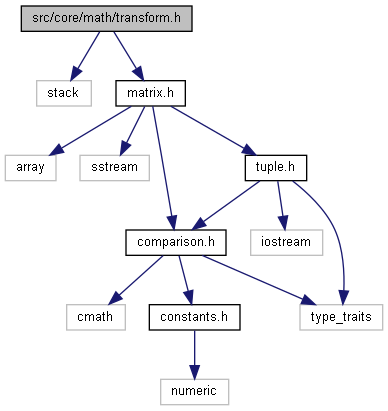 src/core/math/transform.h
stack
matrix.h
array
sstream
tuple.h
comparison.h
iostream
cmath
constants.h
type_traits
numeric